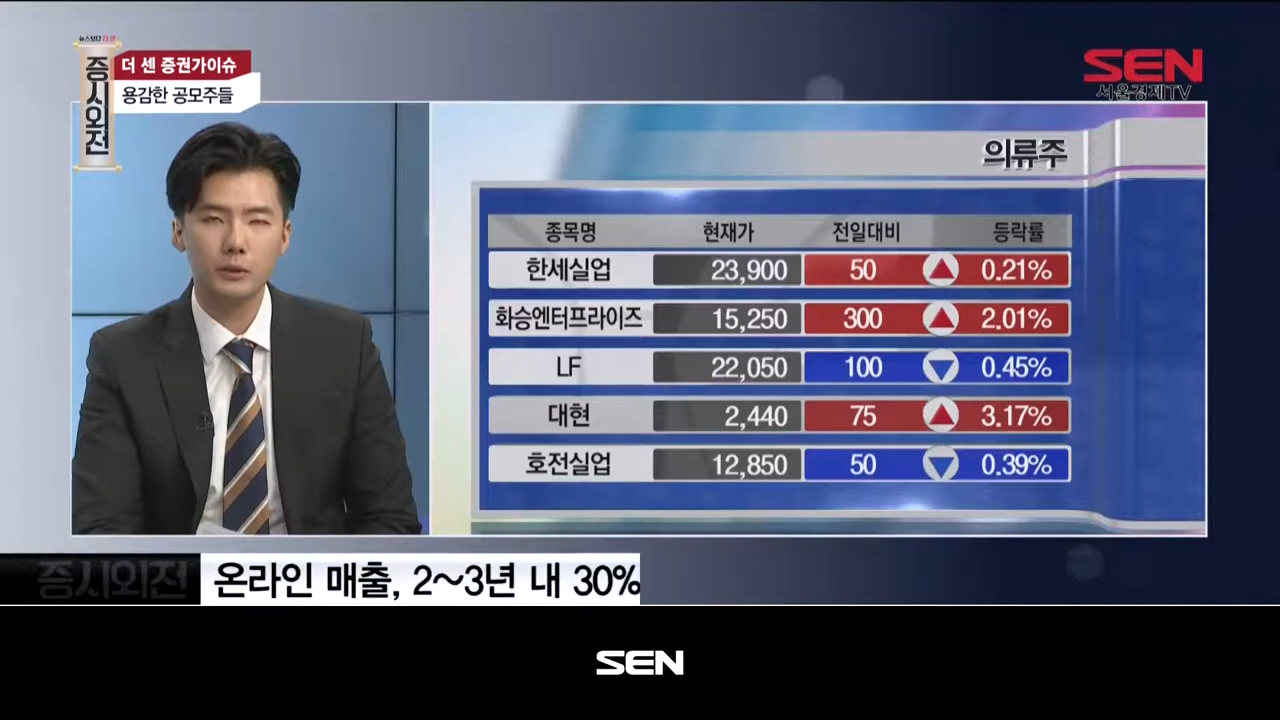 뉴스보다 더 센
증시외전
더 센 증권가이슈
용감한 공모주들
SEN
서울경제TV
의류주
종목명 현재가 전일대비 등락률
한세실업 23,900 50 ▲ 0.21%
화승엔터프라이즈 15,250 300 ▲ 2.01%
LF 22,050 100 ▼ 0.45%
대현 2,440 75 ▲ 3.17%
호전실업 12,850 50 ▼ 0.39%
증시외전 온라인 매출, 2~3년 내 30%
SEN